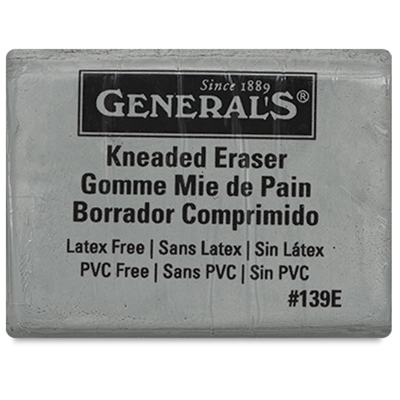 Since 1889
GENERAL'S®
Kneaded Eraser
Gomme Mie de Pain
Borrador Comprimido
Latex Free | Sans Latex | Sin Látex
PVC Free | Sans PVC | Sin PVC
#139E